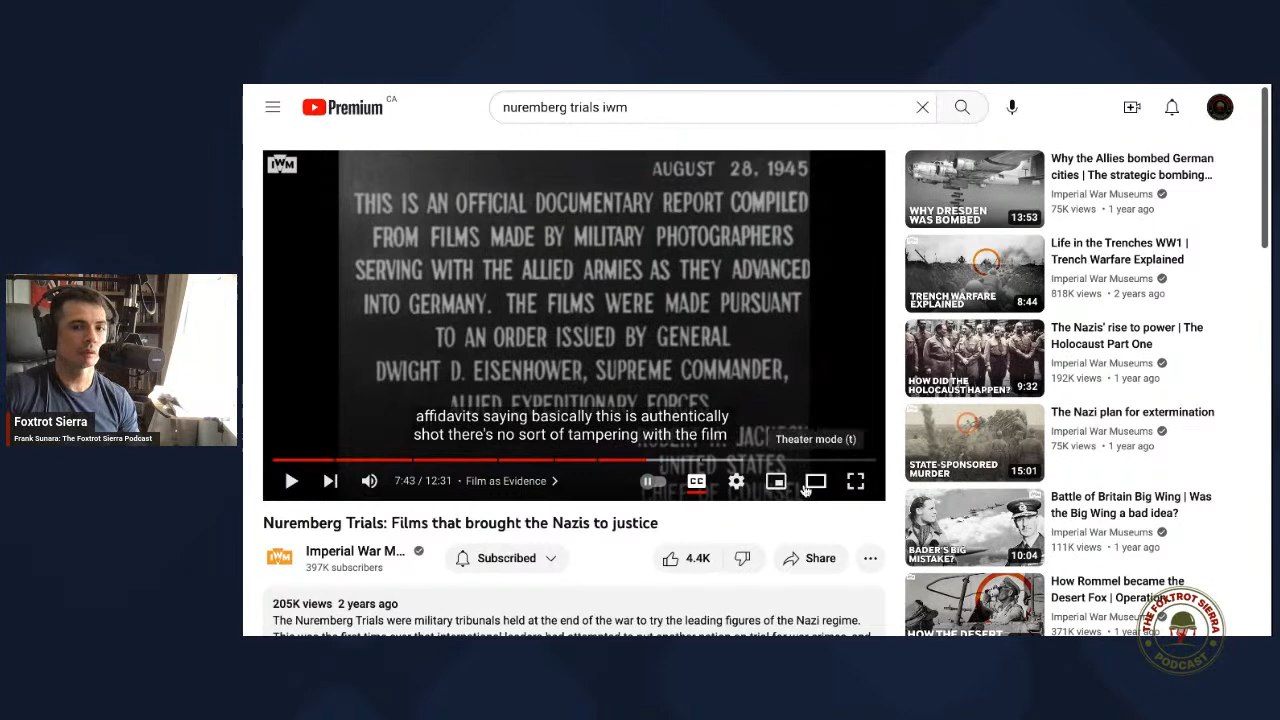 Premium CA
nuremberg trials iwm
IWM
AUGUST 28, 1945
THIS IS AN OFFICIAL DOCUMENTARY REPORT COMPILED
FROM FILMS MADE BY MILITARY PHOTOGRAPHERS
SERVING WITH THE ALLIED ARMIES AS THEY ADVANCED
INTO GERMANY. THE FILMS WERE MADE PURSUANT
TO AN ORDER ISSUED BY GENERAL
DWIGHT D. EISENHOWER, SUPREME COMMANDER,
ALLIED EXPEDITIONARY FORCES
affidavits saying basically this is authentically
shot there's no sort of tampering with the film
UNITED STATES
Theater mode (t)
7:43 / 12:31 • Film as Evidence
CC
Nuremberg Trials: Films that brought the Nazis to justice
IWM
Imperial War M...
397K subscribers
Subscribed
4.4K
Share
205K views 2 years ago
The Nuremberg Trials were military tribunals held at the end of the war to try the leading figures of the Nazi regime.
WHY DRESDEN
WAS BOMBED
13:53
Why the Allies bombed German
cities | The strategic bombing...
Imperial War Museums
75K views • 1 year ago
TRENCH WARFARE
EXPLAINED
8:44
Life in the Trenches WW1 |
Trench Warfare Explained
Imperial War Museums
818K views • 2 years ago
HOW DID THE
HOLOCAUST HAPPEN?
9:32
The Nazis' rise to power | The
Holocaust Part One
Imperial War Museums
192K views • 1 year ago
STATE-SPONSORED
MURDER
15:01
The Nazi plan for extermination
Imperial War Museums
75K views • 1 year ago
BADER'S BIG
MISTAKE?
10:04
Battle of Britain Big Wing | Was
the Big Wing a bad idea?
Imperial War Museums
111K views • 1 year ago
HOW THE DESERT
How Rommel became the
Desert Fox | Operation
Imperial War
371K views • 1 year ago
Foxtrot Sierra
Frank Sunara: The Foxtrot Sierra Podcast
THE FOXTROT SIERRA
PODCAST